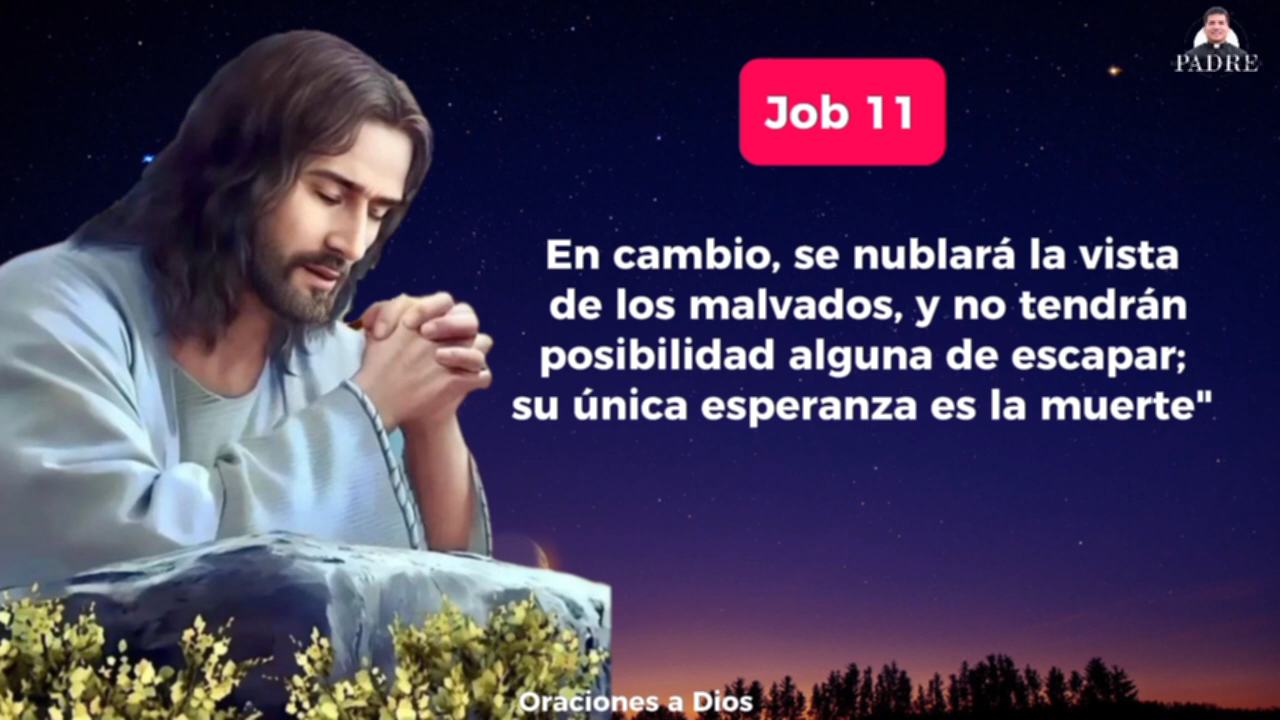 PADRE
Job 11
En cambio, se nublará la vista
de los malvados, y no tendrán
posibilidad alguna de escapar;
su única esperanza es la muerte"
Oraciones a Dios